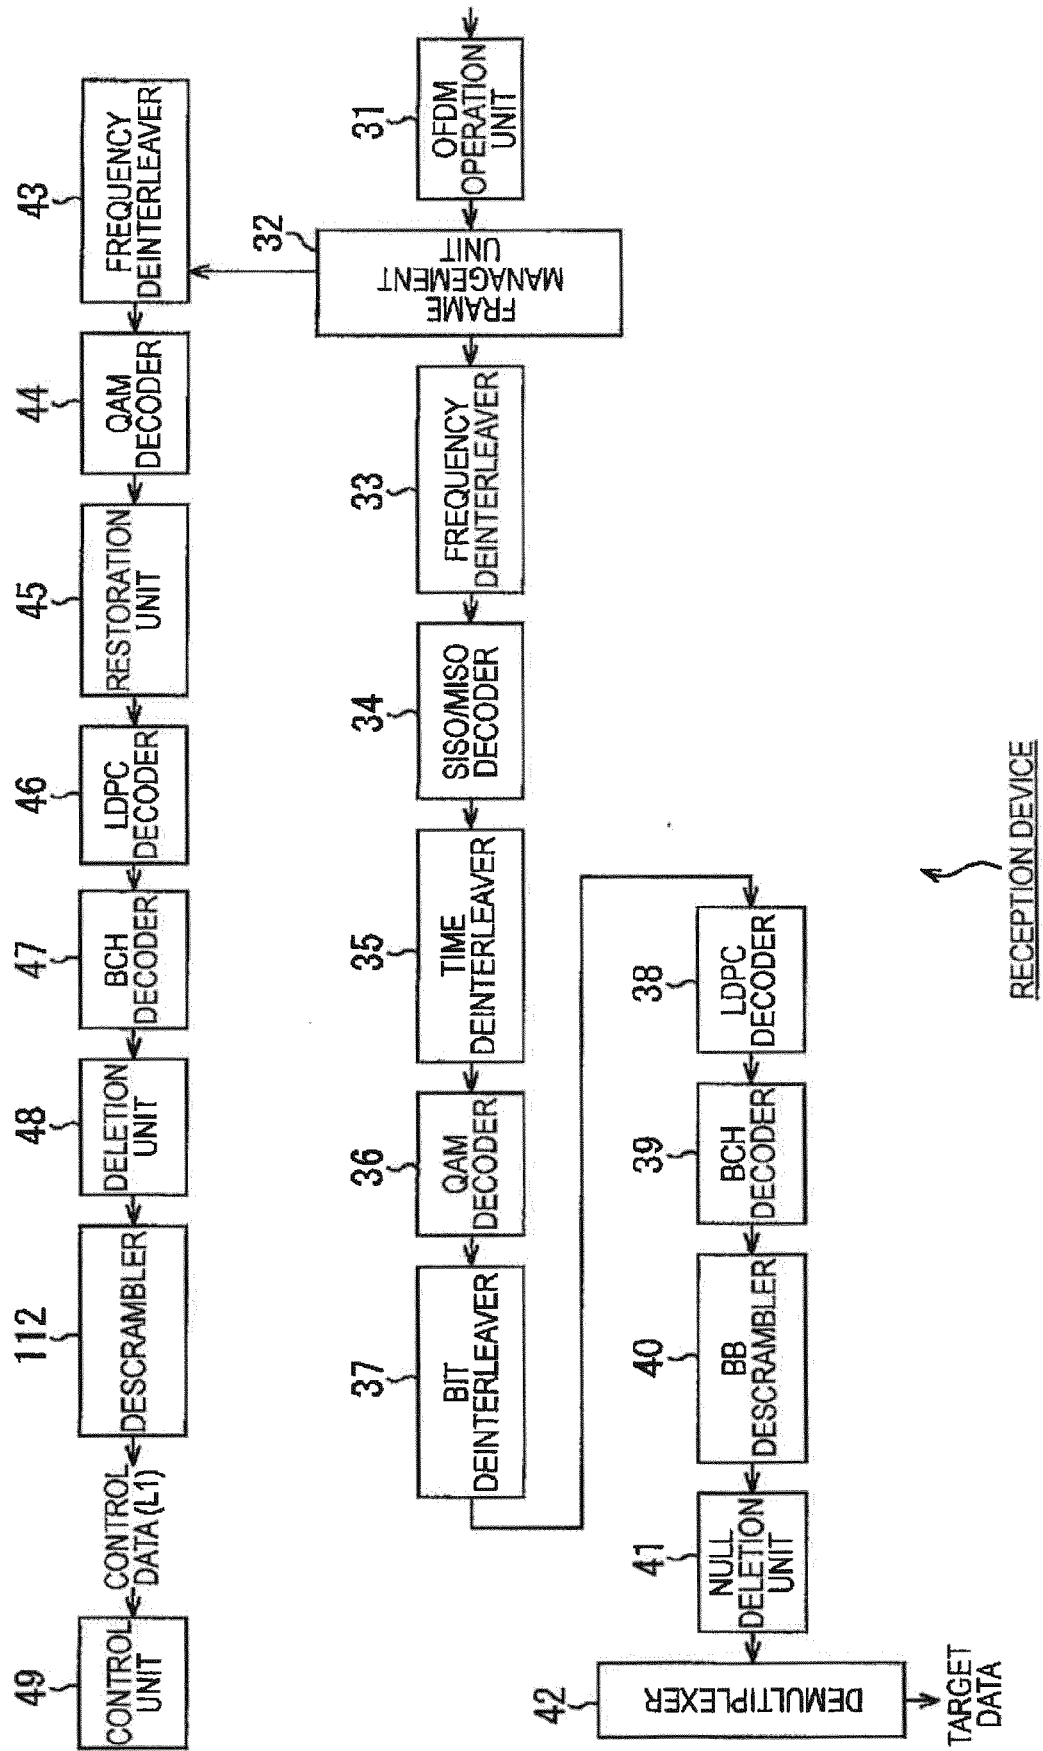 31
OFDM
OPERATION
UNIT
32
FRAME
MANAGEMENT
UNIT
33
FREQUENCY
DEINTERLEAVER
34
SISO/MISO
DECODER
35
TIME
DEINTERLEAVER
36
QAM
DECODER
37
BIT
DEINTERLEAVER
38
LDPC
DECODER
39
BCH
DECODER
40
BB
DESCRAMBLER
41
NULL
DELETION
UNIT
42
DEMULTIPLEXER
TARGET
DATA
43
FREQUENCY
DEINTERLEAVER
44
QAM
DECODER
45
RESTORATION
UNIT
46
LDPC
DECODER
47
BCH
DECODER
48
DELETION
UNIT
112
DESCRAMBLER
CONTROL
DATA (L1)
49
CONTROL
UNIT
RECEPTION DEVICE